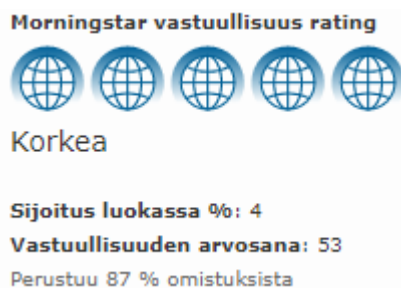 Morningstar vastuullisuus rating
Korkea
Sijoitus luokassa %: 4
Vastuullisuuden arvosana: 53
Perustuu 87 % omistuksista